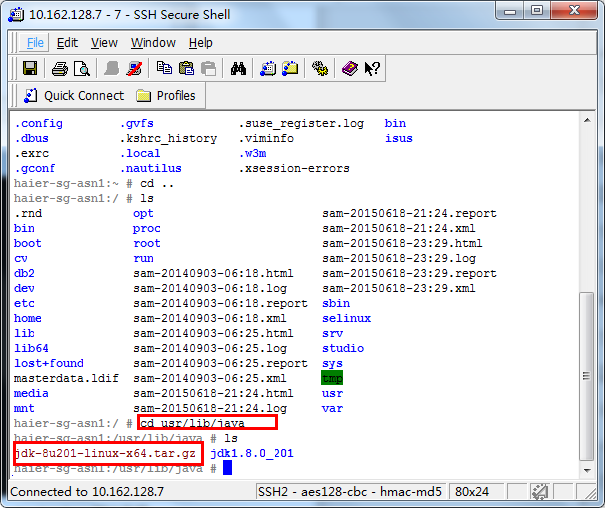 10.162.128.7 - 7 - SSH Secure Shell
File Edit View Window Help
Quick Connect Profiles
.config .gvfs .suse_register.log bin
.dbus .kshrc_history .viminfo isus
.exrc .local .w3m
.gconf .nautilus .xsession-errors
haier-sg-asn1:~ # cd ..
haier-sg-asn1:/ # ls
.rnd opt sam-20150618-21:24.report
bin proc sam-20150618-21:24.xml
boot root sam-20150618-23:29.html
cv run sam-20150618-23:29.log
db2 sam-20140903-06:18.html sam-20150618-23:29.report
dev sam-20140903-06:18.log sam-20150618-23:29.xml
etc sam-20140903-06:18.report sbin
home sam-20140903-06:18.xml selinux
lib sam-20140903-06:25.html srv
lib64 sam-20140903-06:25.log studio
lost+found sam-20140903-06:25.report sys
masterdata.ldif sam-20140903-06:25.xml tmp
media sam-20150618-21:24.html usr
mnt sam-20150618-21:24.log var
haier-sg-asn1:/ # cd usr/lib/java
haier-sg-asn1:/usr/lib/java # ls
jdk-8u201-linux-x64.tar.gz jdk1.8.0_201
haier-sg-asn1:/usr/lib/java #
Connected to 10.162.128.7 SSH2 - aes128-cbc - hmac-md5 80x24